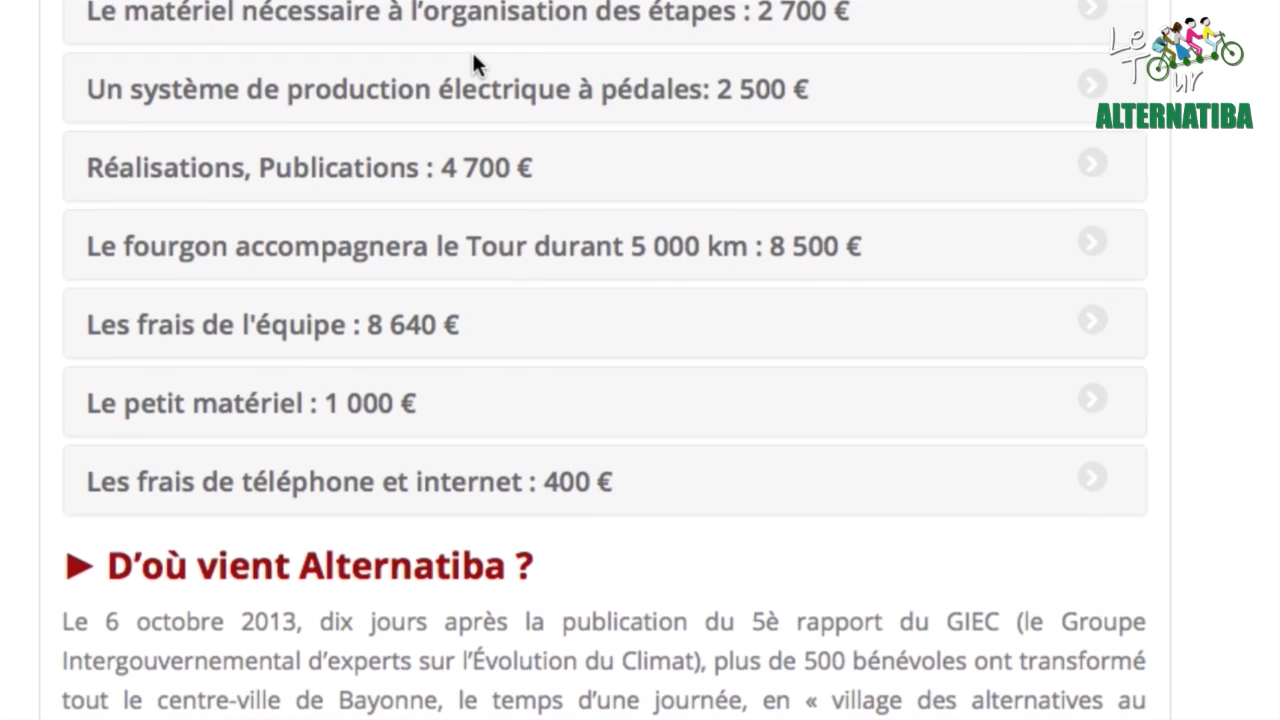 Le matériel nécessaire à l’organisation des étapes : 2 700 €
Un système de production électrique à pédales: 2 500 €
Réalisations, Publications : 4 700 €
Le fourgon accompagnera le Tour durant 5 000 km : 8 500 €
Les frais de l'équipe : 8 640 €
Le petit matériel : 1 000 €
Les frais de téléphone et internet : 400 €
► D’où vient Alternatiba ?
Le 6 octobre 2013, dix jours après la publication du 5è rapport du GIEC (le Groupe
Intergouvernemental d’experts sur l’Évolution du Climat), plus de 500 bénévoles ont transformé
tout le centre-ville de Bayonne, le temps d’une journée, en « village des alternatives au
Le
Tour
ALTERNATIBA